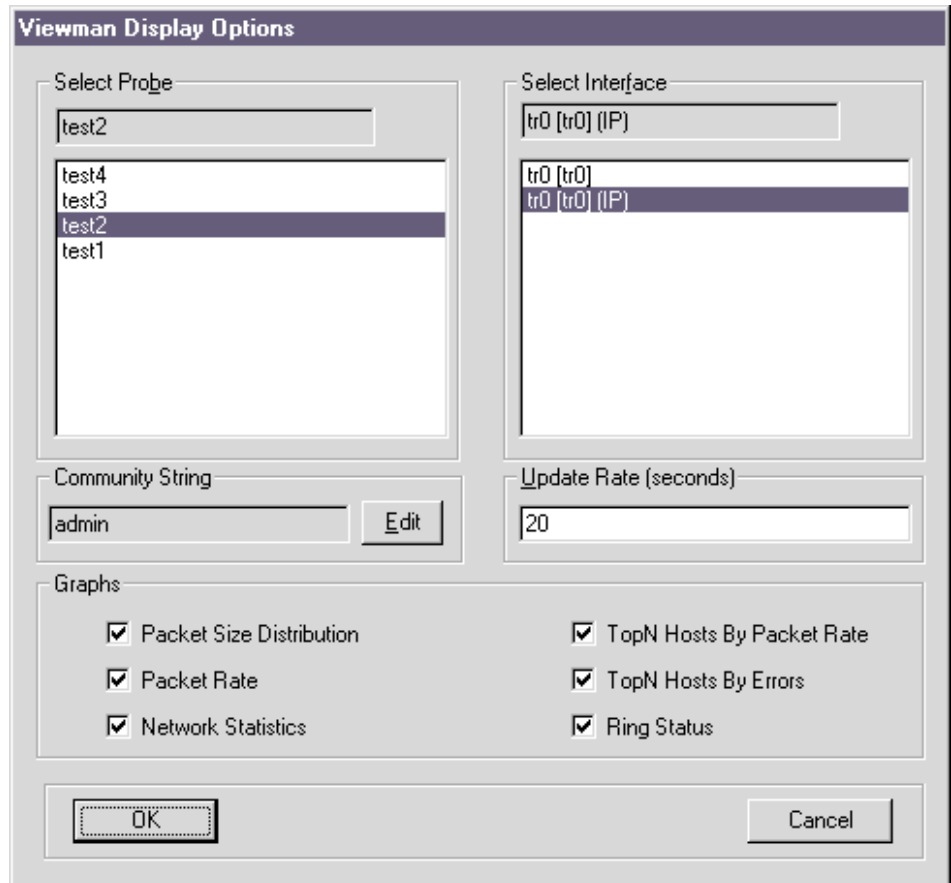 Viewman Display Options
Select Probe
test2
test4
test3
test2
test1
Select Interface
tr0 [tr0] (IP)
tr0 [tr0]
tr0 [tr0] (IP)
Community String
admin
Edit
Update Rate (seconds)
20
Graphs
Packet Size Distribution
Packet Rate
Network Statistics
TopN Hosts By Packet Rate
TopN Hosts By Errors
Ring Status
OK
Cancel